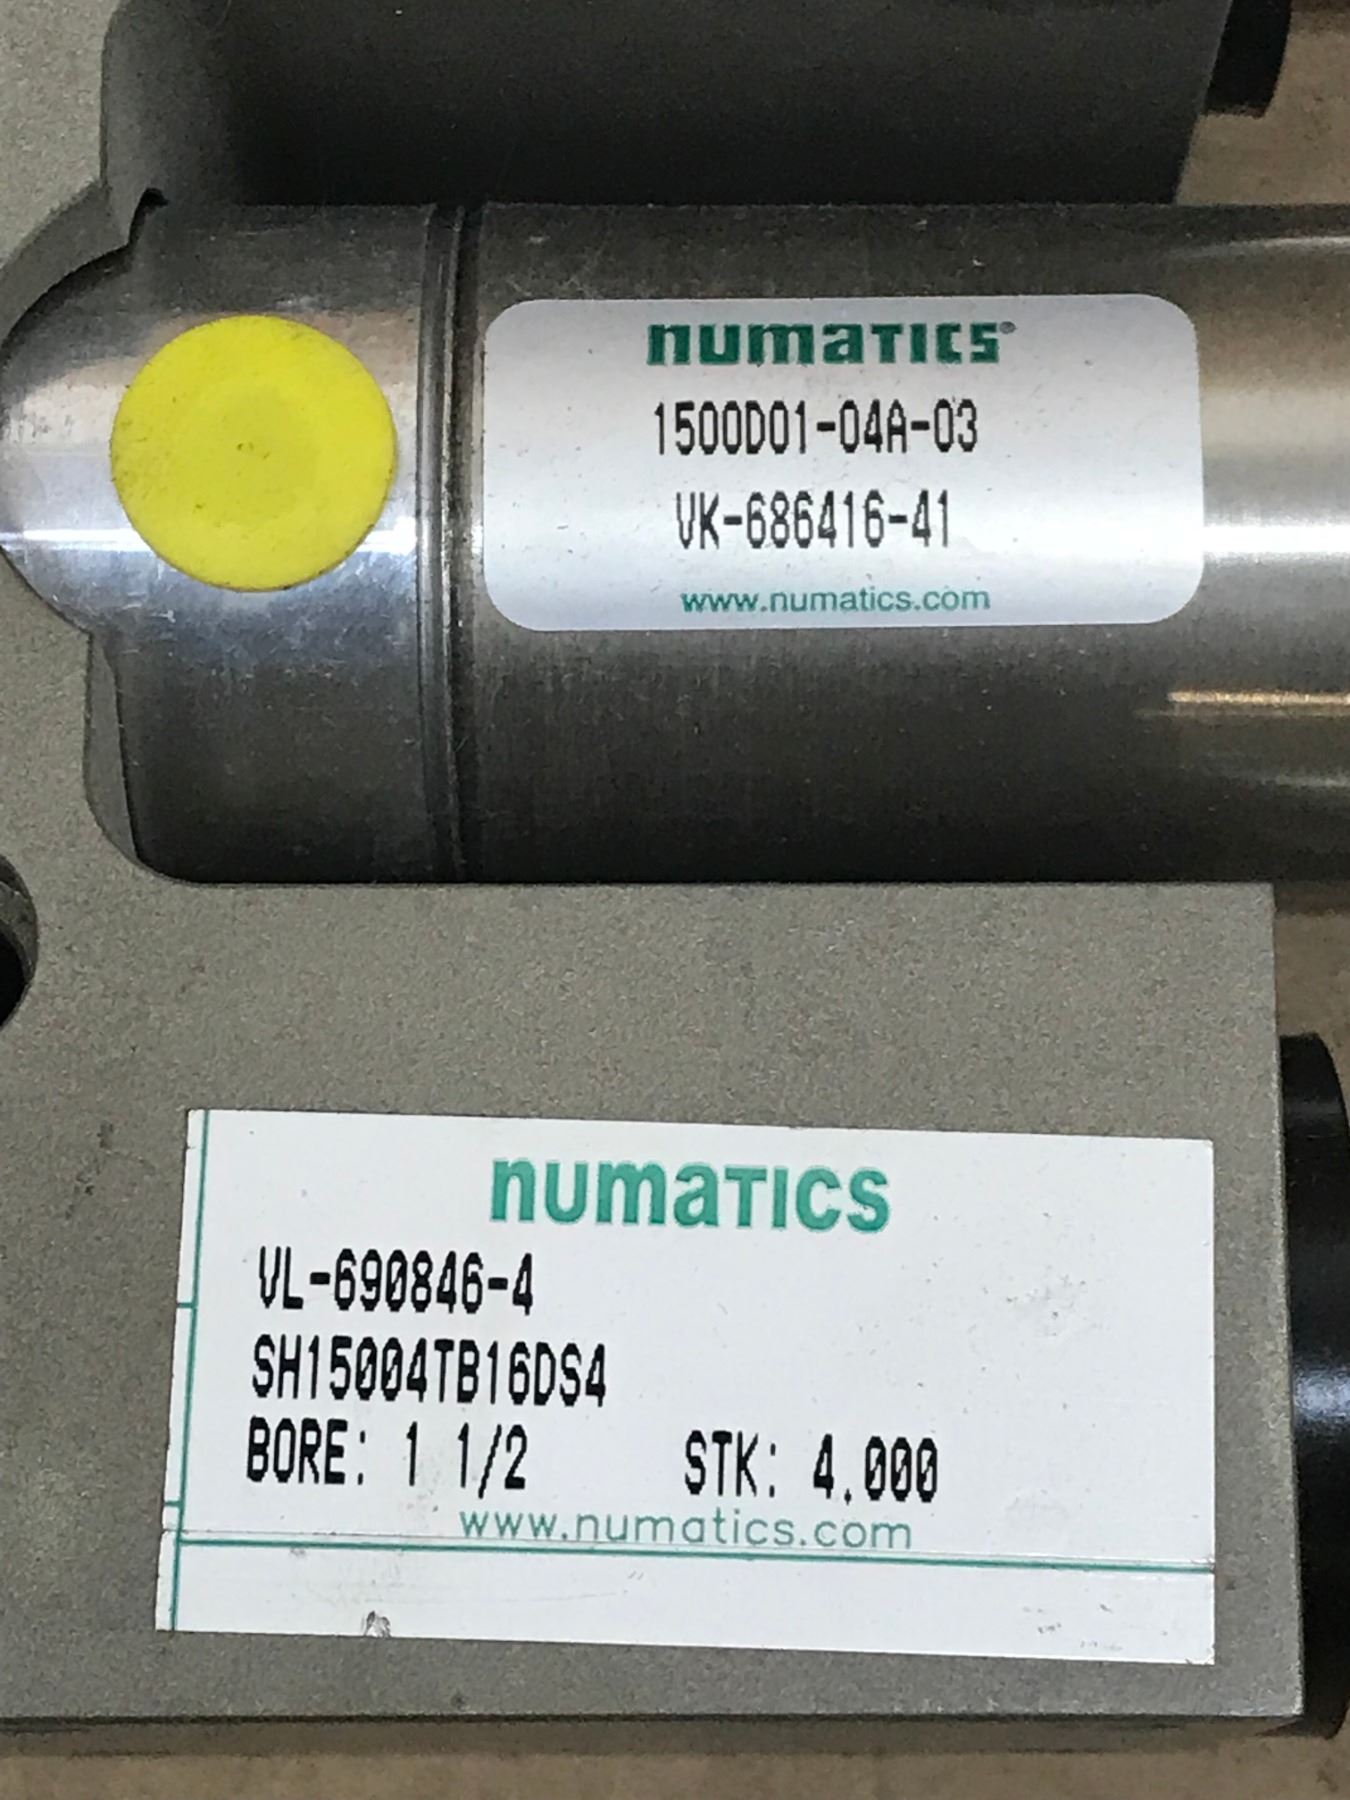 numatics®
1500D01-04A-03
VK-686416-41
www.numatics.com
numatics
VL-690846-4
SH15004TB16DS4
BORE: 1 1/2 STK: 4.000
www.numatics.com